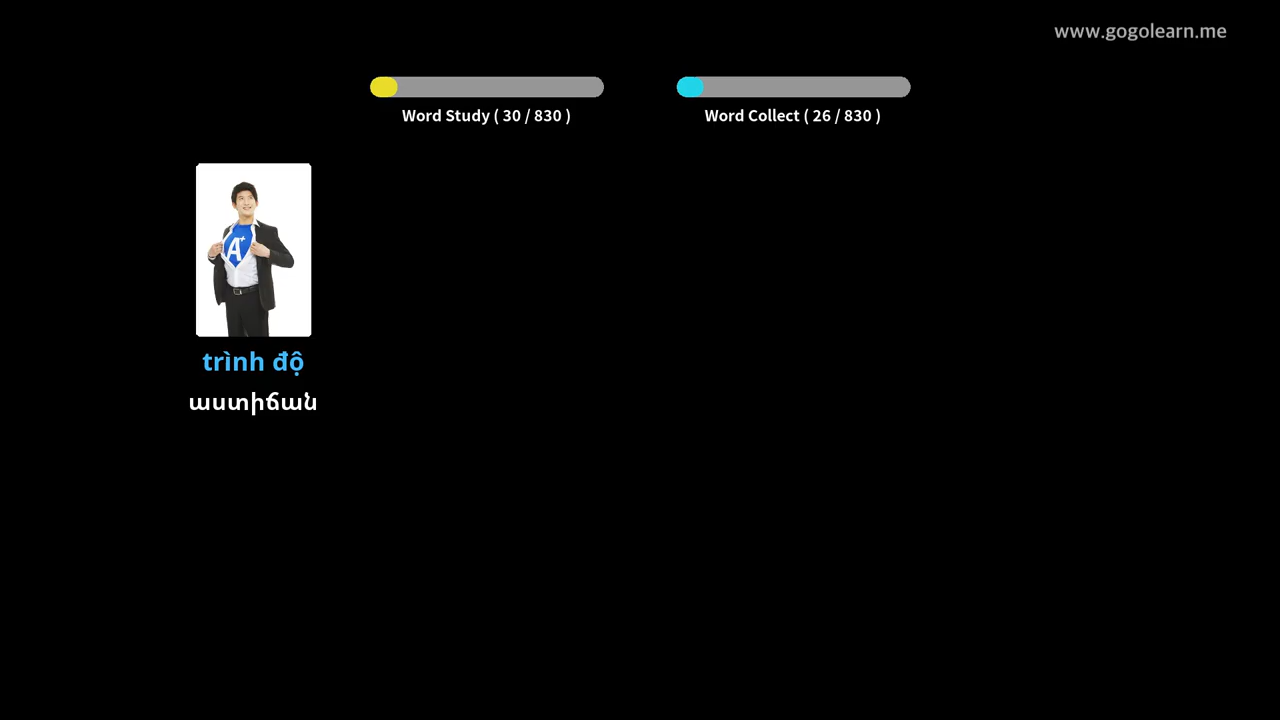 www.gogolearn.me
Word Study ( 30 / 830 )
Word Collect ( 26 / 830 )
A+
trình độ
աստիճան